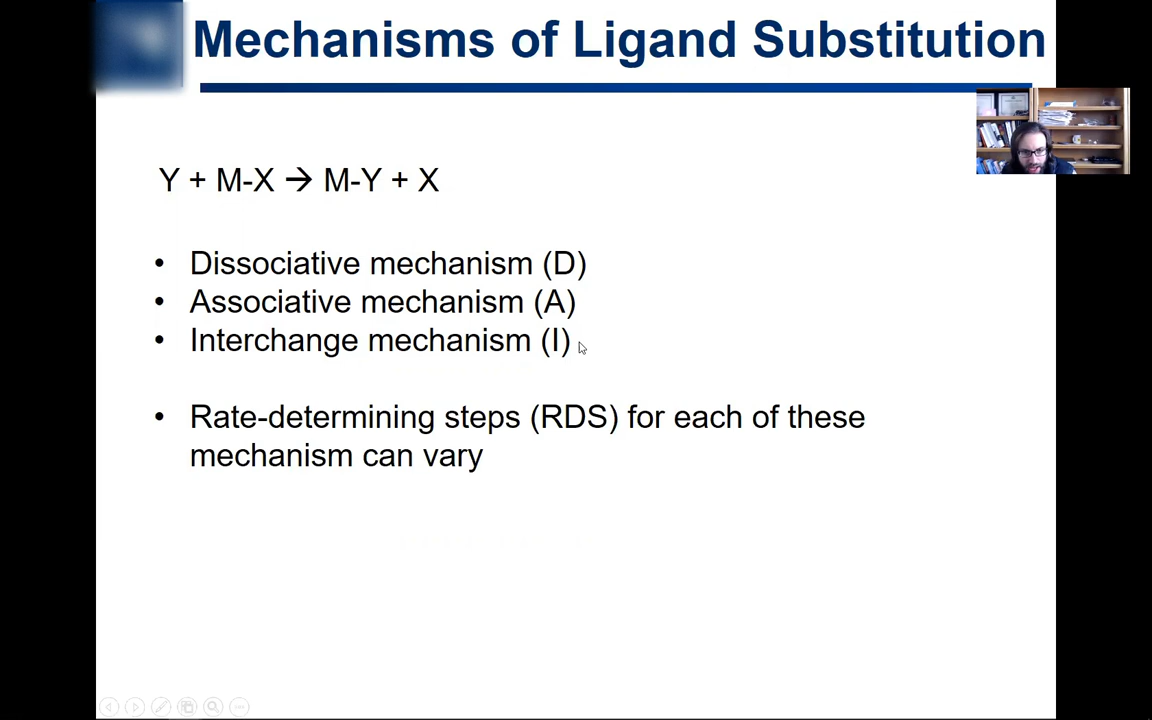 Mechanisms of Ligand Substitution
Y + M-X → M-Y + X
• Dissociative mechanism (D)
• Associative mechanism (A)
• Interchange mechanism (I)
• Rate-determining steps (RDS) for each of these
mechanism can vary